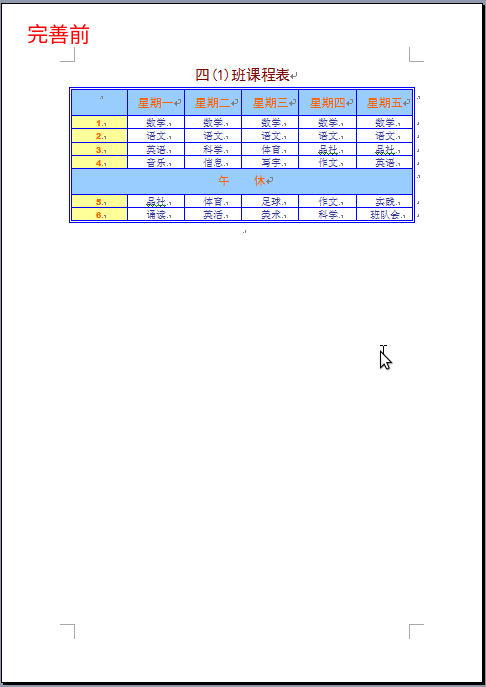 完善前
四(1)班课程表
星期一 星期二 星期三 星期四 星期五
1. 数学 数学 数学 数学 数学
2. 语文 语文 语文 语文 语文
3. 英语 科学 体育 品社 品社
4. 音乐 信息 写字 作文 英语
午 休
5. 品社 体育 足球 作文 实践
6. 诵读 英活 美术 科学 班队会